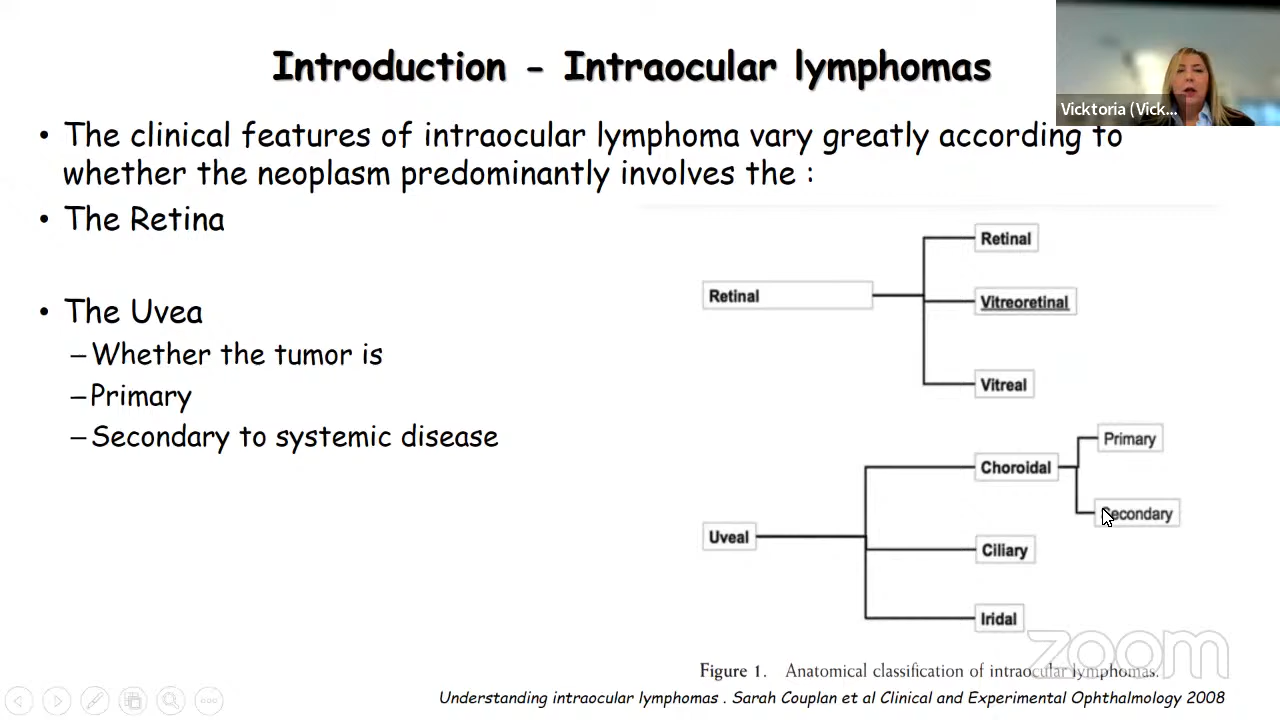 Introduction - Intraocular lymphomas
Vicktoria (Vick...
• The clinical features of intraocular lymphoma vary greatly according to
whether the neoplasm predominantly involves the :
• The Retina
• The Uvea
–Whether the tumor is
–Primary
–Secondary to systemic disease
Retinal
Retinal
Vitreoretinal
Vitreal
Uveal
Choroidal
Primary
Secondary
Ciliary
Iridal
zoom
Figure 1. Anatomical classification of intraocular lymphomas.
Understanding intraocular lymphomas . Sarah Couplan et al Clinical and Experimental Ophthalmology 2008